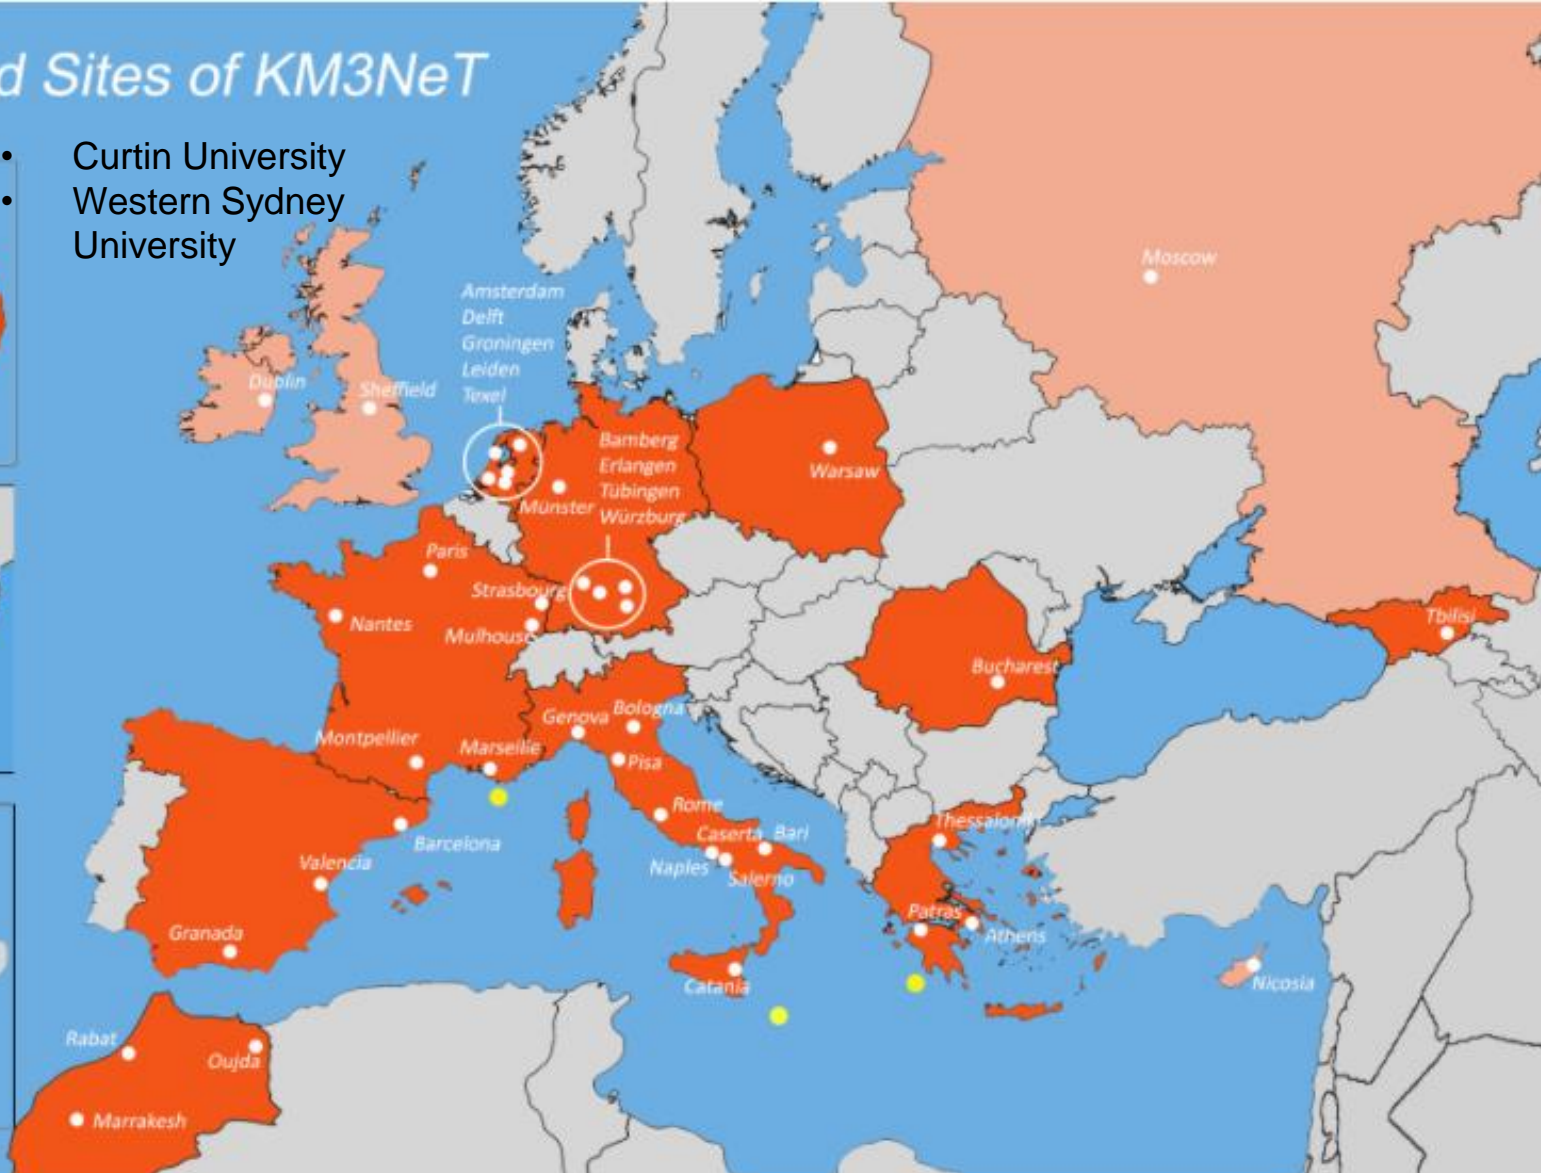 d Sites of KM3NeT
• Curtin University
• Western Sydney
University
Moscow
Amsterdam
Delft
Groningen
Leiden
Texel
Dublin
Sheffield
Bamberg
Erlangen
Tübingen
Würzburg
Warsaw
Münster
Paris
Strasbourg
Nantes
Mulhouse
Tbilisi
Bucharest
Genova
Bologna
Montpellier
Marseille
Pisa
Rome
Thessaloniki
Caserta
Bari
Barcelona
Valencia
Naples
Salerno
Granada
Patras
Athens
Catania
Nicosia
Rabat
Oujda
Marrakesh